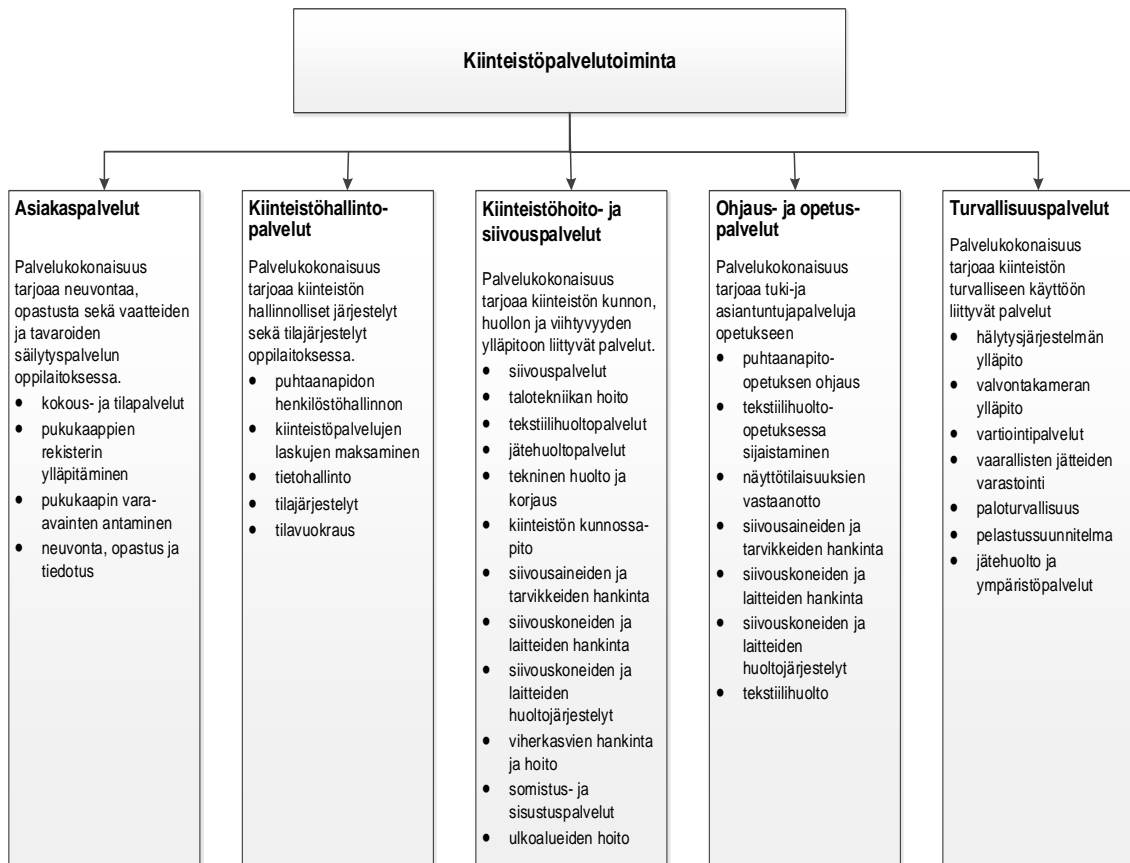 Kiinteistöpalvelutoiminta
Asiakaspalvelut
Palvelukokonaisuus
tarjoaa neuvontaa,
opastusta sekä vaatteiden
ja tavaroiden
säilytyspalvelun
oppilaitoksessa.
• kokous- ja tilapalvelut
• pukukaappien
rekisterin
ylläpitäminen
• pukukaapin vara-
avainten antaminen
• neuvonta, opastus ja
tiedotus
Kiinteistöhallinto-
palvelut
Palvelukokonaisuus
tarjoaa kiinteistön
hallinnolliset järjestelyt
sekä tilajärjestelyt
oppilaitoksessa.
• puhtaanapidon
henkilöstöhallinnon
• kiinteistöpalvelujen
laskujen maksaminen
• tietohallinto
• tilajärjestelyt
• tilavuokraus
Kiinteistöhoito- ja
siivouspalvelut
Palvelukokonaisuus
tarjoaa kiinteistön kunnon,
huollon ja viihtyvyyden
ylläpitoon liittyvät palvelut.
• siivouspalvelut
• talotekniikan hoito
• tekstiilihuoltopalvelut
• jätehuoltopalvelut
• tekninen huolto ja
korjaus
• kiinteistön kunnossa-
pito
• siivousaineiden ja
tarvikkeiden hankinta
• siivouskoneiden ja
laitteiden hankinta
• siivouskoneiden ja
laitteiden
huoltojärjestelyt
• viherkasvien hankinta
ja hoito
• somistus- ja
sisustuspalvelut
• ulkoalueiden hoito
Ohjaus- ja opetus-
palvelut
Palvelukokonaisuus
tarjoaa tuki-ja
asiantuntujapalveluja
opetukseen
• puhtaanapito-
opetuksen ohjaus
• tekstiilihuolto-
opetuksessa
sijaistaminen
• näyttötilaisuuksien
vastaanotto
• siivousaineiden ja
tarvikkeiden hankinta
• siivouskoneiden ja
laitteiden hankinta
• siivouskoneiden ja
laitteiden
huoltojärjestelyt
• tekstiilihuolto
Turvallisuuspalvelut
Palvelukokonaisuus
tarjoaa kiinteistön
turvalliseen käyttöön
liittyvät palvelut
• hälytysjärjestelmän
ylläpito
• valvontakameran
ylläpito
• vartiointipalvelut
• vaarallisten jätteiden
varastointi
• paloturvallisuus
• pelastussuunnitelma
• jätehuolto ja
ympäristöpalvelut